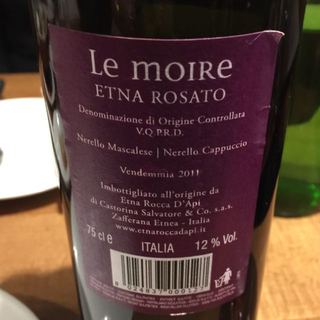 Le moire
ETNA ROSATO
Denominazione di Origine Controllata
V.Q.P.R.D.
Nerello Mascalese | Nerello Cappuccio
Vendemmia 2011
Imbottigliato all'origine da
Etna Rocca D'Api
di Castorina Salvatore & Co. s.a.s.
Zafferana Etnea - Italia
www.etnaroccadapi.it
75 cl e
ITALIA
12 % Vol.